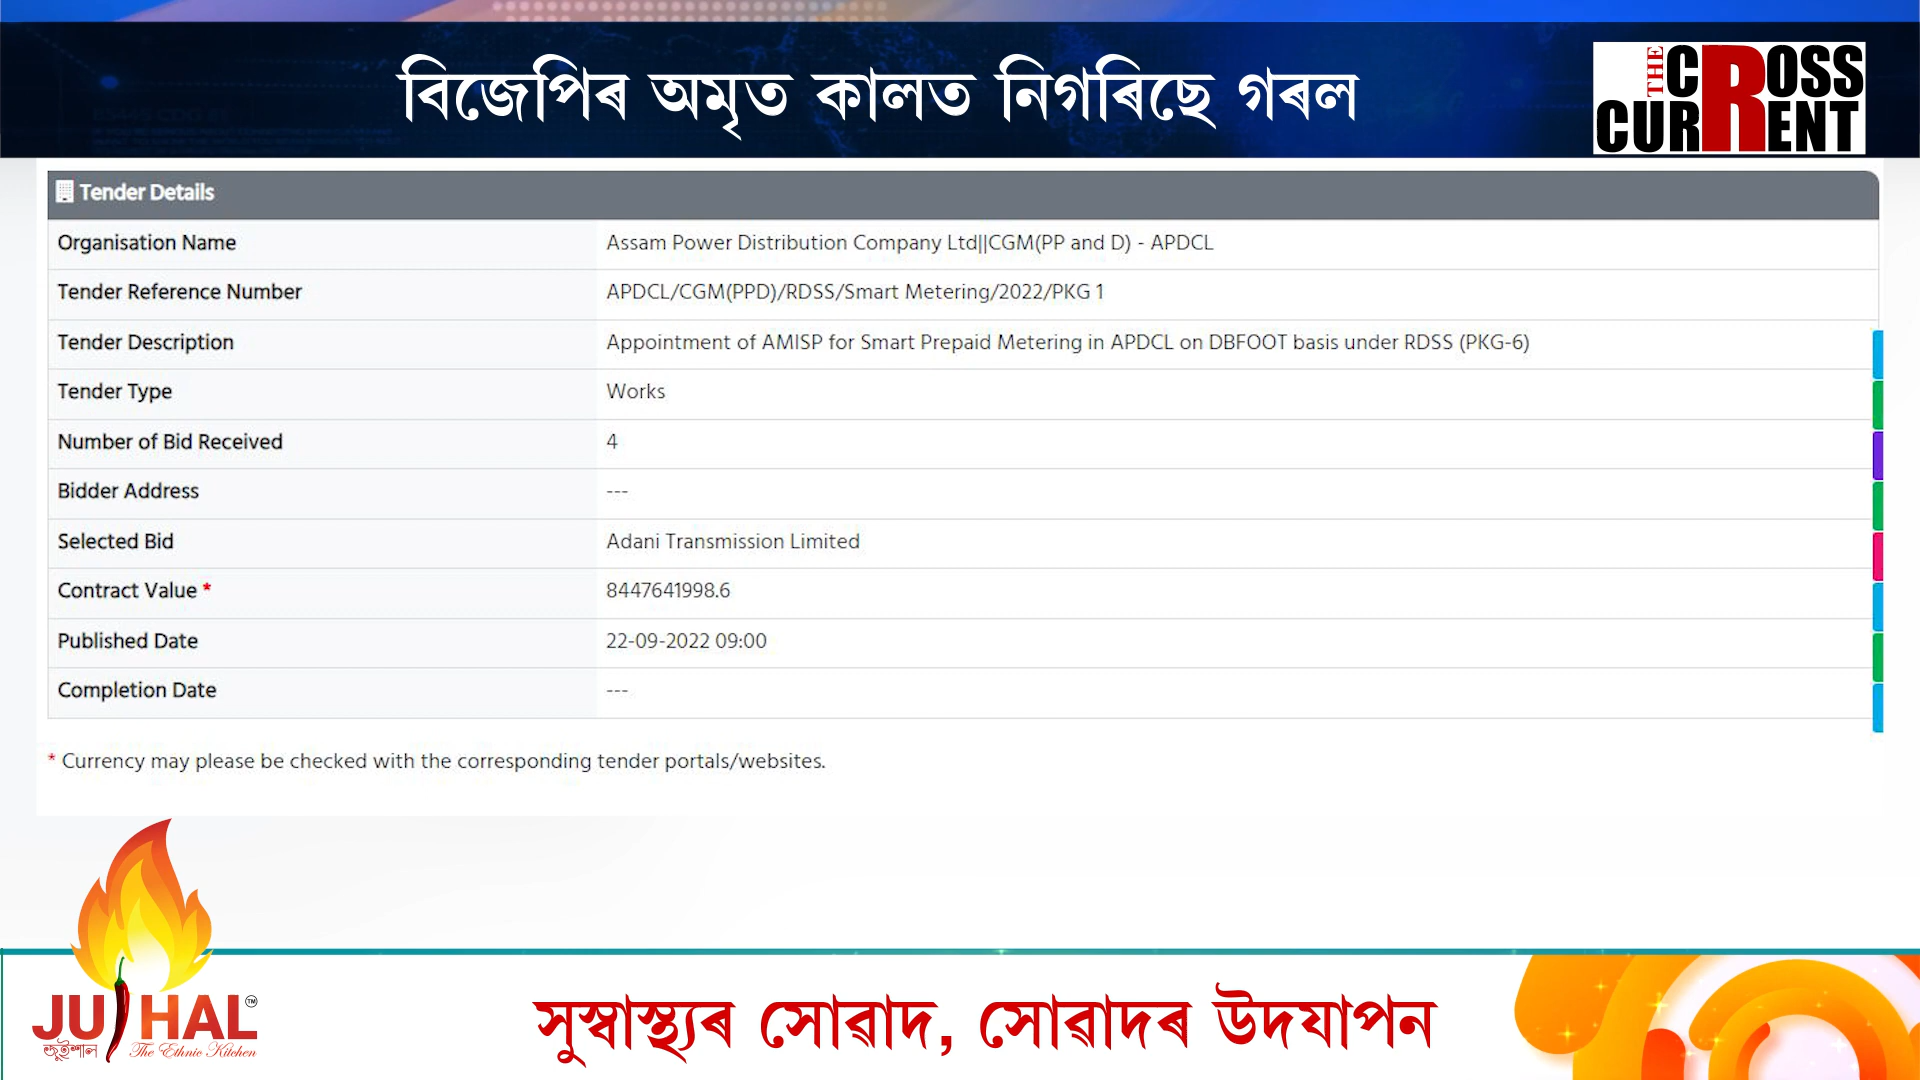 বিজেপিৰ অমৃত কালত নিগৰিছে গৰল
THE CROSS
CURRENT
Tender Details
Organisation Name Assam Power Distribution Company Ltd||CGM(PP and D) - APDCL
Tender Reference Number APDCL/CGM(PPD)/RDSS/Smart Metering/2022/PKG 1
Tender Description Appointment of AMISP for Smart Prepaid Metering in APDCL on DBFOOT basis under RDSS (PKG-6)
Tender Type Works
Number of Bid Received 4
Bidder Address ---
Selected Bid Adani Transmission Limited
Contract Value * 8447641998.6
Published Date 22-09-2022 09:00
Completion Date ---
* Currency may please be checked with the corresponding tender portals/websites.
JUIHAL TM
জুইশাল The Ethnic Kitchen
সুস্বাস্থ্যৰ সোৱাদ, সোৱাদৰ উদযাপন